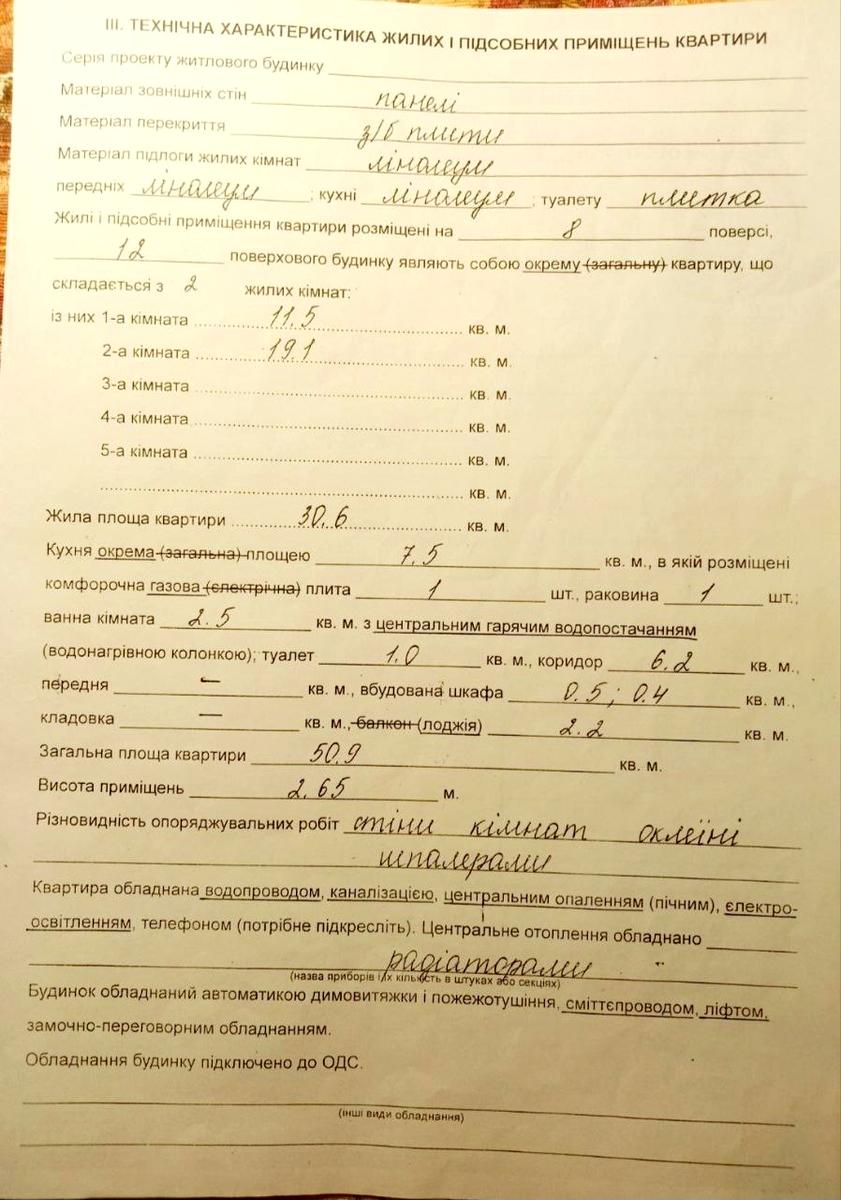 III. ТЕХНІЧНА ХАРАКТЕРИСТИКА ЖИЛИХ І ПІДСОБНИХ ПРИМІЩЕНЬ КВАРТИРИ
Серія проекту житлового будинку
Матеріал зовнішніх стін панелі
Матеріал перекриття з/б плити
Матеріал підлоги жилих кімнат лінолеум
передніх лінолеум ; кухні лінолеум ; туалету плитка
Жилі і підсобні приміщення квартири розміщені на 8 поверсі,
12 поверхового будинку являють собою окрему (загальну) квартиру, що
складається з 2 жилих кімнат:
із них 1-а кімната 11.5 кв. м.
2-а кімната 19.1 кв. м.
3-а кімната кв. м.
4-а кімната кв. м.
5-а кімната кв. м.
кв. м.
Жила площа квартири 30.6 кв. м.
Кухня окрема (загальна) площею 7.5 кв. м., в якій розміщені
комфорочна газова (єлектрічна) плита 1 шт., раковина 1 шт.;
ванна кімната 2.5 кв. м. з центральним гарячим водопостачанням
(водонагрівною колонкою); туалет 1.0 кв. м., коридор 6.2 кв. м.,
передня — кв. м., вбудована шкафа 0.5; 0.4 кв. м.,
кладовка — кв. м., балкон (лоджія) 2.2 кв. м.
Загальна площа квартири 50.9 кв. м.
Висота приміщень 2.65 м.
Різновидність опоряджувальних робіт стіни кімнат оклеїні
шпалерами
Квартира обладнана водопроводом, каналізацією, центральним опаленням (пічним), єлектро-
освітленням, телефоном (потрібне підкресліть). Центральне отоплення обладнано
радіаторами
(назва приборів і їх кількість в штуках або секціях)
Будинок обладнаний автоматикою димовитяжки і пожежотушіння, сміттєпроводом, ліфтом,
замочно-переговорним обладнанням.
Обладнання будинку підключено до ОДС.
(інші види обладнання)